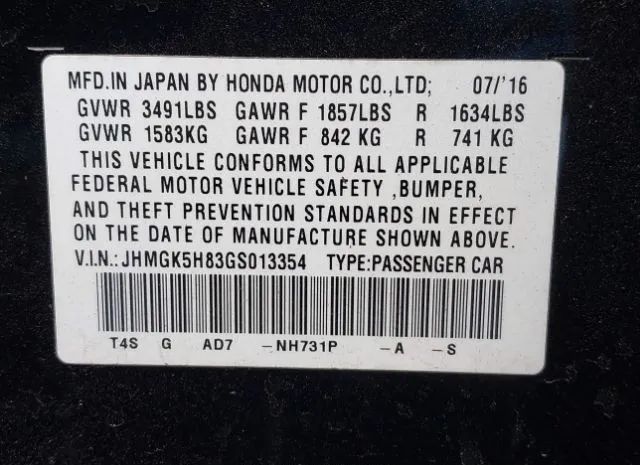 MFD.IN JAPAN BY HONDA MOTOR CO.,LTD; 07/'16
GVWR 3491LBS GAWR F 1857LBS R 1634LBS
GVWR 1583KG GAWR F 842 KG R 741 KG
THIS VEHICLE CONFORMS TO ALL APPLICABLE
FEDERAL MOTOR VEHICLE SAFETY ,BUMPER,
AND THEFT PREVENTION STANDARDS IN EFFECT
ON THE DATE OF MANUFACTURE SHOWN ABOVE.
V.I.N.:JHMGK5H83GS013354 TYPE:PASSENGER CAR
T4S G AD7 -NH731P -A -S